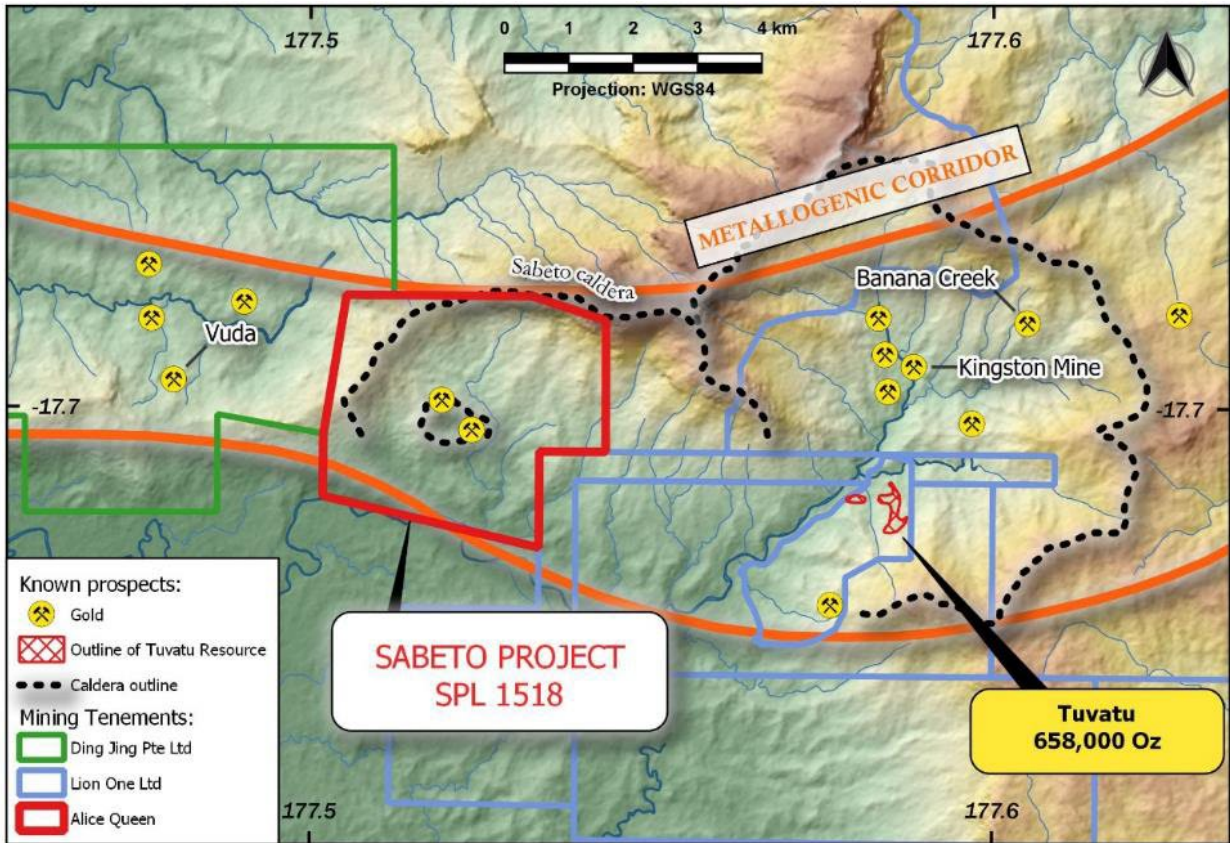 177.5
0 1 2 3 4 km
177.6
Projection: WGS84
METALLOGENIC CORRIDOR
Sabeto caldera
Banana Creek
Vuda
Kingston Mine
-17.7
-17.7
Known prospects:
Gold
Outline of Tuvatu Resource
Caldera outline
Mining Tenements:
Ding Jing Pte Ltd
Lion One Ltd
Alice Queen
SABETO PROJECT
SPL 1518
Tuvatu
658,000 Oz
177.5
177.6